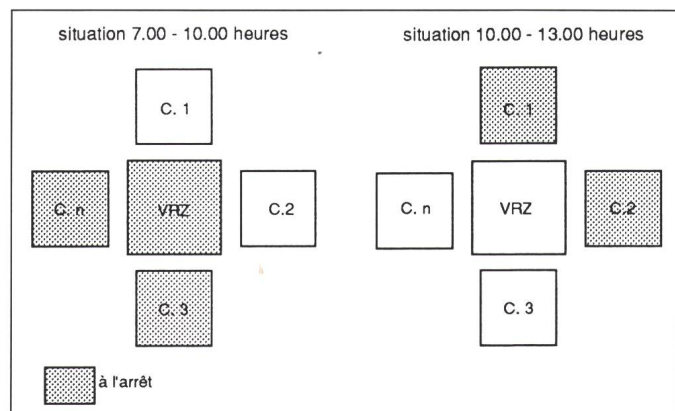 situation 7.00 - 10.00 heures
situation 10.00 - 13.00 heures
C. 1
C. n
VRZ
C.2
C. 3
C. 1
C. n
VRZ
C.2
C. 3
à l'arrêt